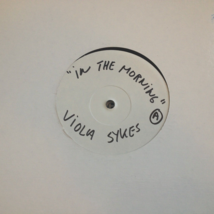 "IN THE MORNING"
A
VIOLA SYKES